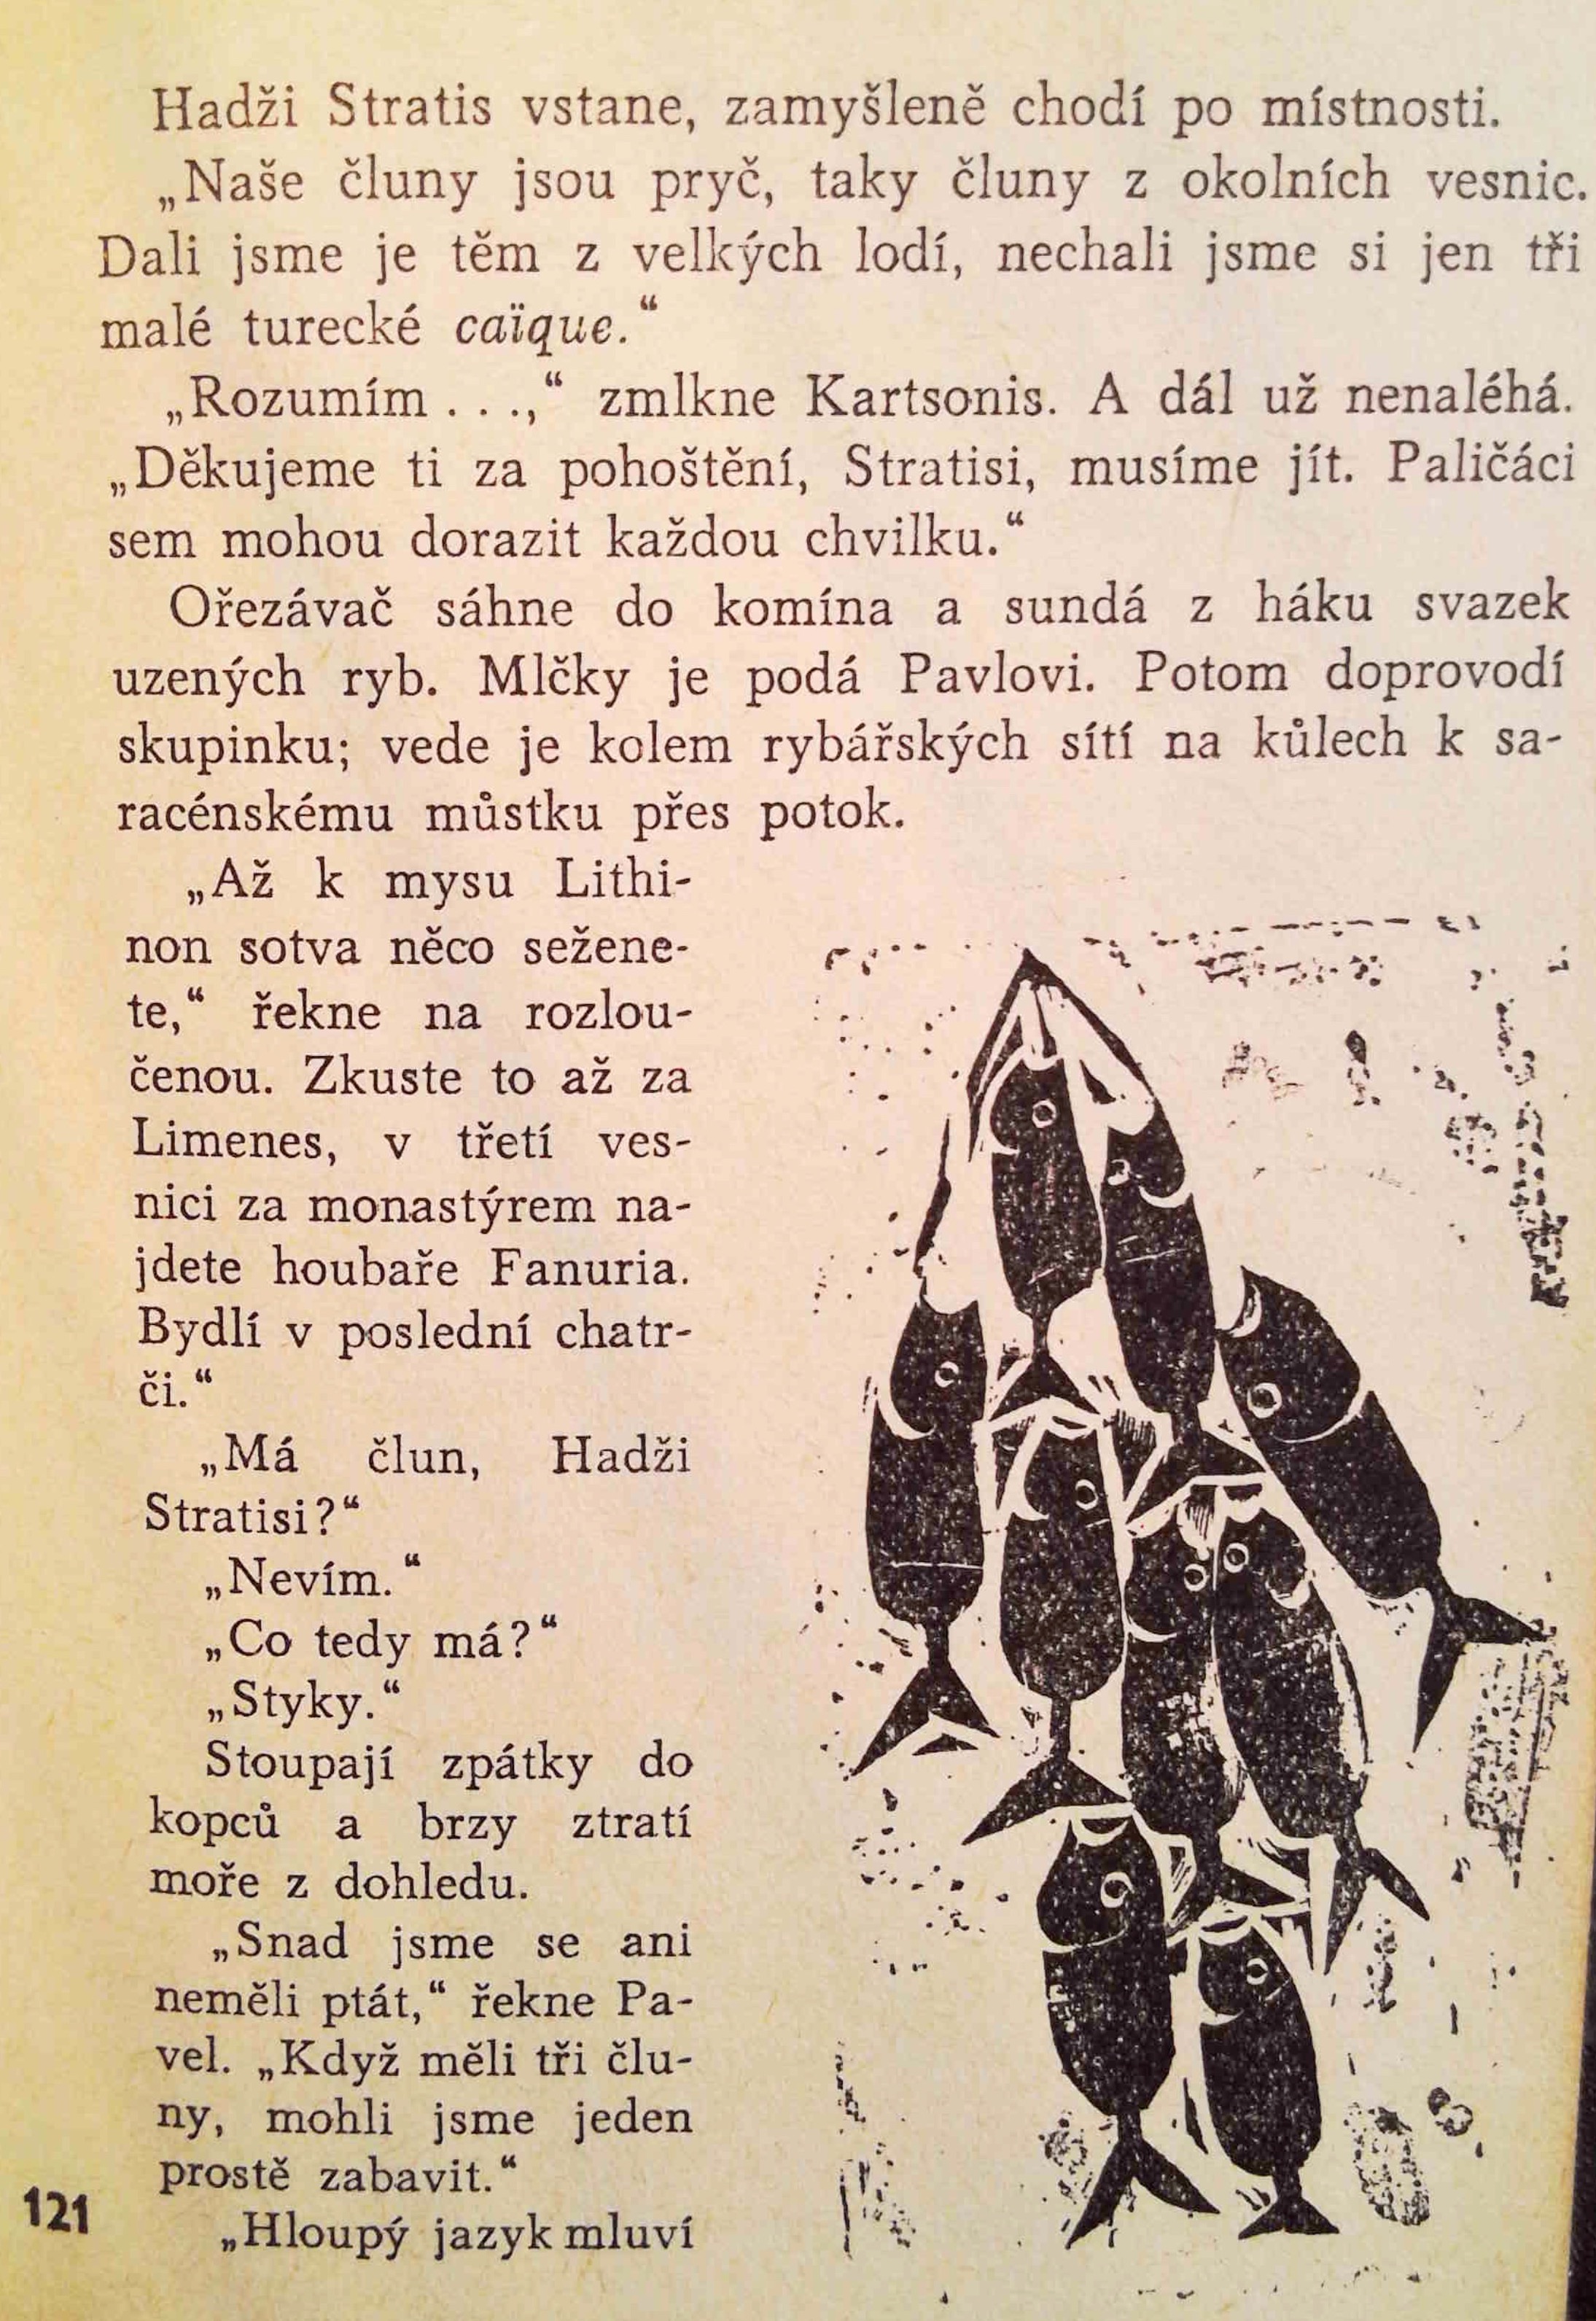 Hadži Stratis vstane, zamyšleně chodí po místnosti.
„Naše čluny jsou pryč, taky čluny z okolních vesnic.
Dali jsme je těm z velkých lodí, nechali jsme si jen tři
malé turecké caïque.“
„Rozumím . . .,“ zmlkne Kartsonis. A dál už nenaléhá.
„Děkujeme ti za pohoštění, Stratisi, musíme jít. Paličáci
sem mohou dorazit každou chvilku.“
Ořezávač sáhne do komína a sundá z háku svazek
uzených ryb. Mlčky je podá Pavlovi. Potom doprovodí
skupinku; vede je kolem rybářských sítí na kůlech k sa-
racénskému můstku přes potok.
„Až k mysu Lithi-
non sotva něco sežene-
te,“ řekne na rozlou-
čenou. Zkuste to až za
Limenes, v třetí ves-
nici za monastýrem na-
jdete houbaře Fanuria.
Bydlí v poslední chatr-
či.“
„Má člun, Hadži
Stratisi?“
„Nevím.“
„Co tedy má?“
„Styky.“
Stoupají zpátky do
kopců a brzy ztratí
moře z dohledu.
„Snad jsme se ani
neměli ptát,“ řekne Pa-
vel. „Když měli tři člu-
ny, mohli jsme jeden
prostě zabavit.“
„Hloupý jazyk mluví
121